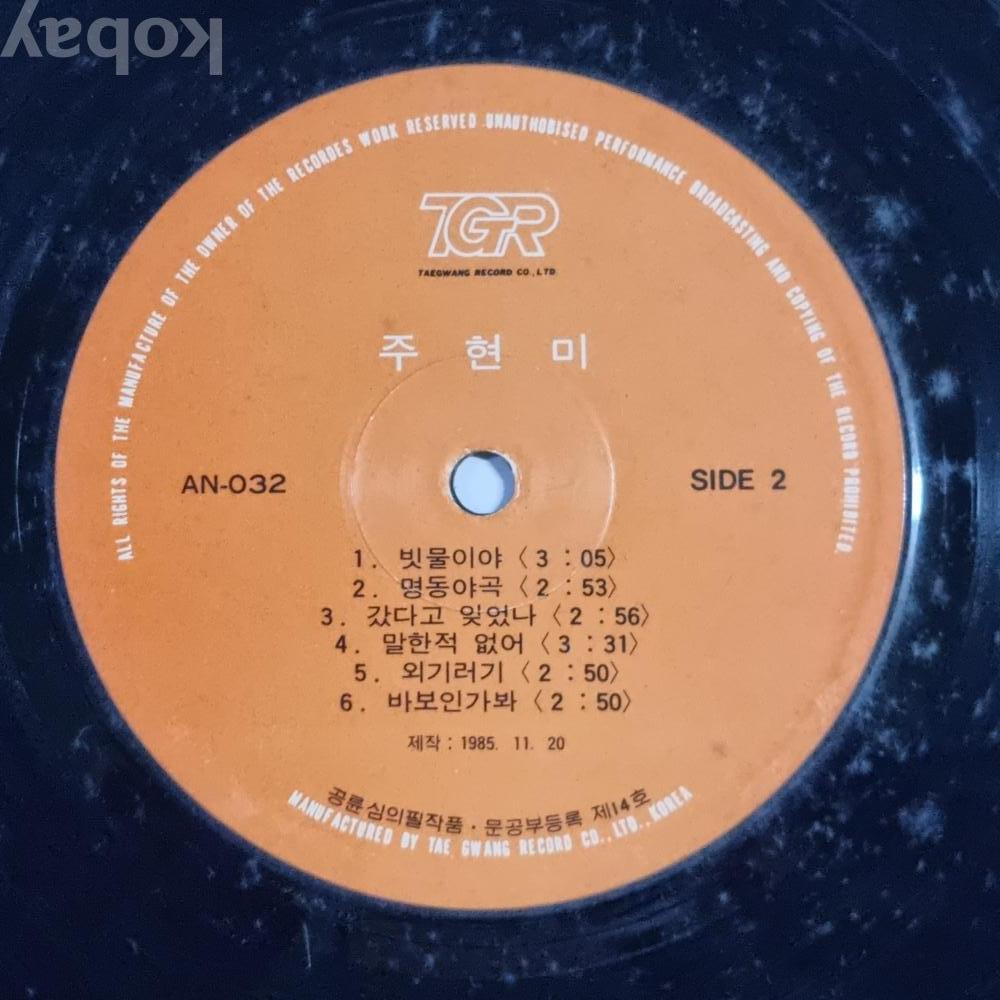 kobay
ALL RIGHTS OF THE MANUFACTURE OF THE OWNER OF THE RECORDES WORK RESERVED UNAUTHOBISED PERFORMANCE BROADCASTING AND COPYING OF THE RECORD PROHIBITED.
TGR
TAEGWANG RECORD CO., LTD
주 현 미
AN-032
SIDE 2
1. 빗물이야 〈3 : 05〉
2. 명동야곡 〈2 : 53〉
3. 갔다고 잊었나 〈2 : 56〉
4. 말한적 없어 〈3 : 31〉
5. 외기러기 〈2 : 50〉
6. 바보인가봐 〈2 : 50〉
제작 : 1985. 11. 20
공륜심의필작품 · 문공부등록 제14호
MANUFACTURED BY TAE GWANG RECORD CO., LTD., KOREA